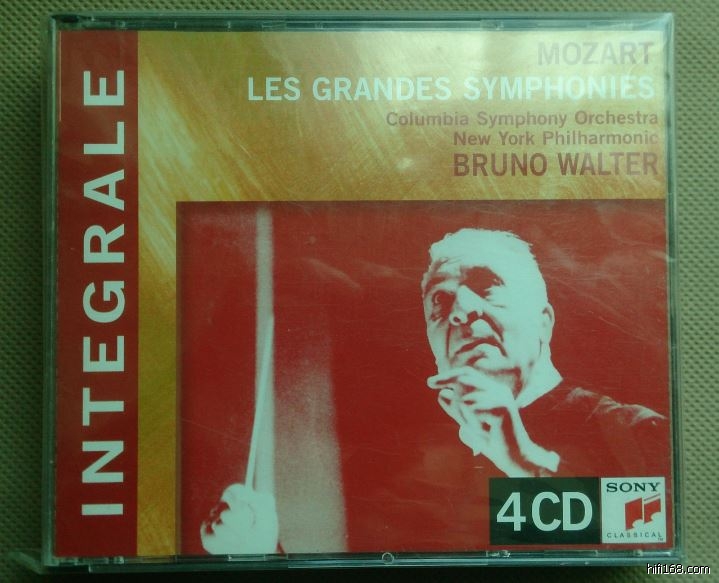 INTEGRALE
MOZART
LES GRANDES SYMPHONIES
Columbia Symphony Orchestra
New York Philharmonic
BRUNO WALTER
4CD
SONY
CLASSICAL
hifi168.com